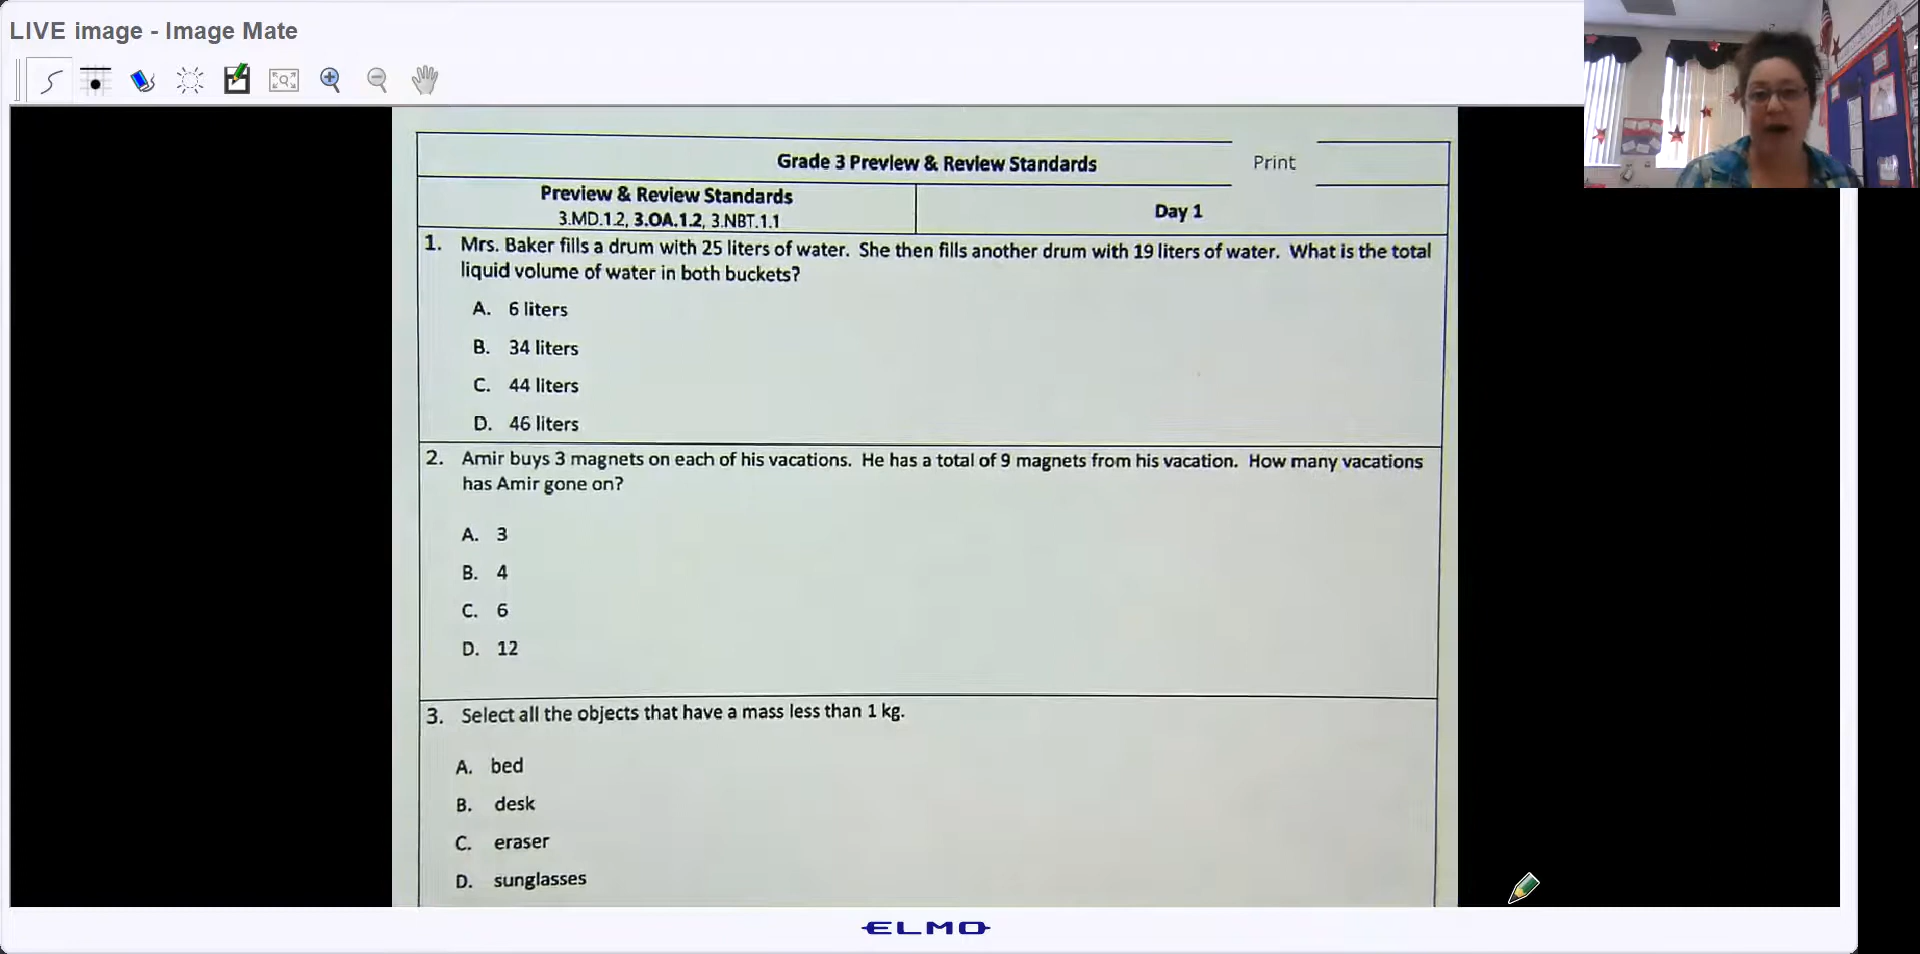 LIVE image - Image Mate
Grade 3 Preview & Review Standards
Print
Preview & Review Standards
3.MD.1.2, 3.OA.1.2, 3.NBT.1.1
Day 1
1. Mrs. Baker fills a drum with 25 liters of water. She then fills another drum with 19 liters of water. What is the total
liquid volume of water in both buckets?
A. 6 liters
B. 34 liters
C. 44 liters
D. 46 liters
2. Amir buys 3 magnets on each of his vacations. He has a total of 9 magnets from his vacation. How many vacations
has Amir gone on?
A. 3
B. 4
C. 6
D. 12
3. Select all the objects that have a mass less than 1 kg.
A. bed
B. desk
C. eraser
D. sunglasses
ELMO